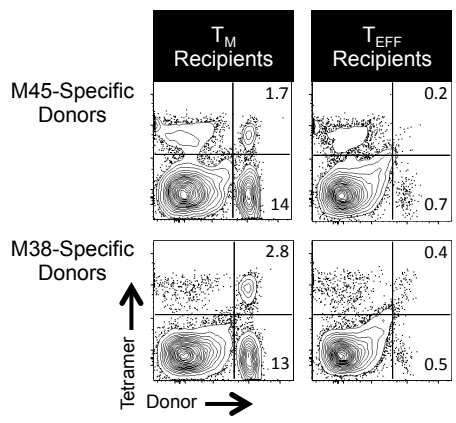 T_M Recipients
T_EFF Recipients
M45-Specific Donors
1.7
14
0.2
0.7
M38-Specific Donors
2.8
13
0.4
0.5
Tetramer
Donor